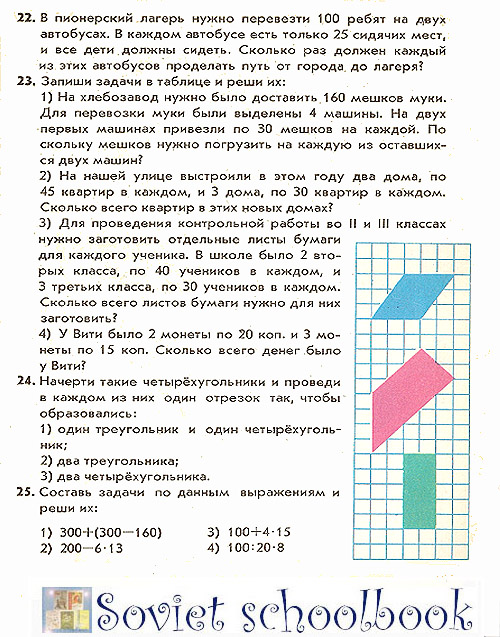 22. В пионерский лагерь нужно перевезти 100 ребят на двух
автобусах. В каждом автобусе есть только 25 сидячих мест,
и все дети должны сидеть. Сколько раз должен каждый
из этих автобусов проделать путь от города до лагеря?
23. Запиши задачи в таблице и реши их:
1) На хлебозавод нужно было доставить 160 мешков муки.
Для перевозки муки были выделены 4 машины. На двух
первых машинах привезли по 30 мешков на каждой. По
скольку мешков нужно погрузить на каждую из оставших-
ся двух машин?
2) На нашей улице выстроили в этом году два дома, по
45 квартир в каждом, и 3 дома, по 30 квартир в каждом.
Сколько всего квартир в этих новых домах?
3) Для проведения контрольной работы во II и III классах
нужно заготовить отдельные листы бумаги
для каждого ученика. В школе было 2 вто-
рых класса, по 40 учеников в каждом, и
3 третьих класса, по 30 учеников в каждом.
Сколько всего листов бумаги нужно для них
заготовить?
4) У Вити было 2 монеты по 20 коп. и 3 мо-
неты по 15 коп. Сколько всего денег было
у Вити?
24. Начерти такие четырёхугольники и проведи
в каждом из них один отрезок так, чтобы
образовались:
1) один треугольник и один четырёхуголь-
ник;
2) два треугольника;
3) два четырёхугольника.
25. Составь задачи по данным выражениям и
реши их:
1) 300+(300—160) 3) 100+4·15
2) 200—6·13 4) 100:20·8
Soviet schoolbook